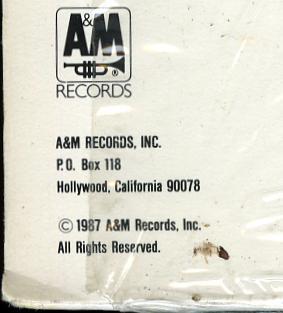 A&M
RECORDS
A&M RECORDS, INC.
P.O. Box 118
Hollywood, California 90078
© 1987 A&M Records, Inc.
All Rights Reserved.